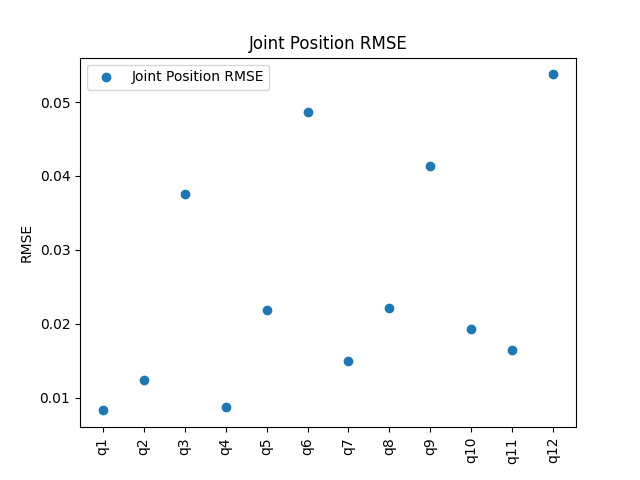 Joint Position RMSE
Joint Position RMSE
0.05
0.04
0.03
0.02
0.01
RMSE
q1
q2
q3
q4
q5
q6
q7
q8
q9
q10
q11
q12